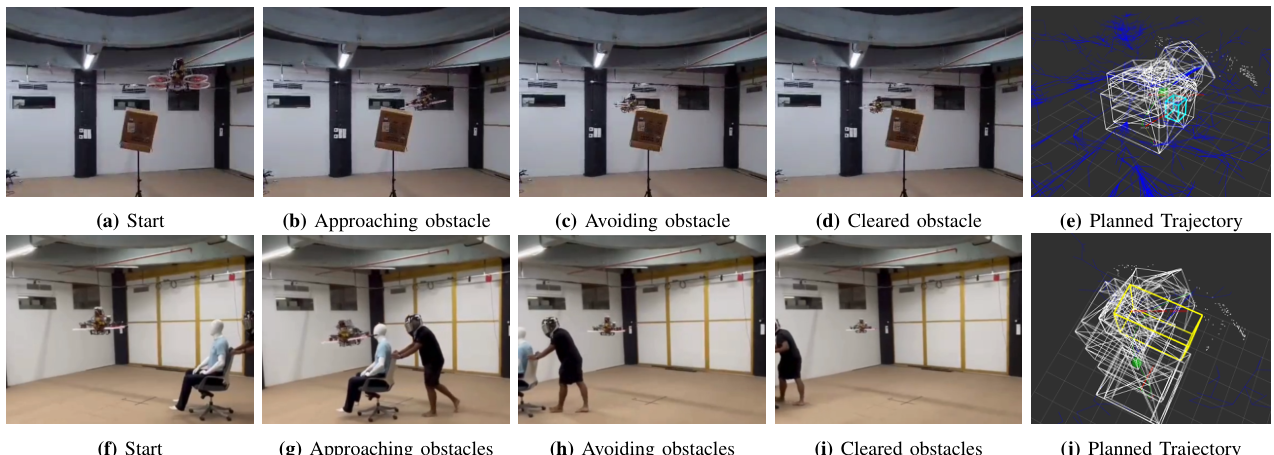 (a) Start
(b) Approaching obstacle
(c) Avoiding obstacle
(d) Cleared obstacle
(e) Planned Trajectory
(f) Start
(g) Approaching obstacles
(h) Avoiding obstacles
(i) Cleared obstacles
(j) Planned Trajectory